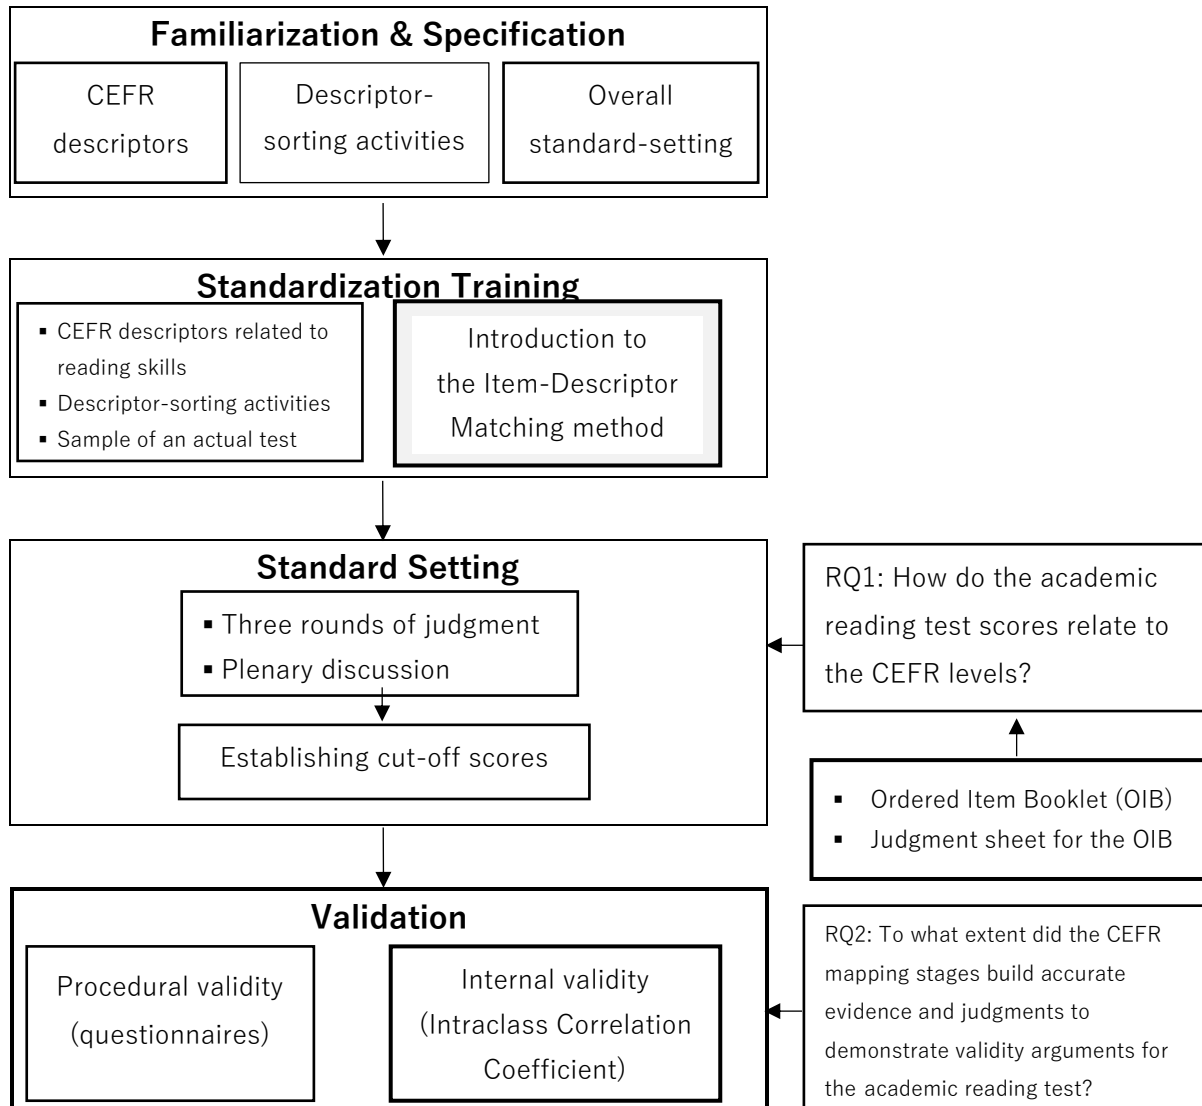 Familiarization & Specification
CEFR
descriptors
Descriptor-
sorting activities
Overall
standard-setting
Standardization Training
▪ CEFR descriptors related to
reading skills
▪ Descriptor-sorting activities
▪ Sample of an actual test
Introduction to
the Item-Descriptor
Matching method
Standard Setting
▪ Three rounds of judgment
▪ Plenary discussion
Establishing cut-off scores
RQ1: How do the academic
reading test scores relate to
the CEFR levels?
▪ Ordered Item Booklet (OIB)
▪ Judgment sheet for the OIB
Validation
Procedural validity
(questionnaires)
Internal validity
(Intraclass Correlation
Coefficient)
RQ2: To what extent did the CEFR
mapping stages build accurate
evidence and judgments to
demonstrate validity arguments for
the academic reading test?